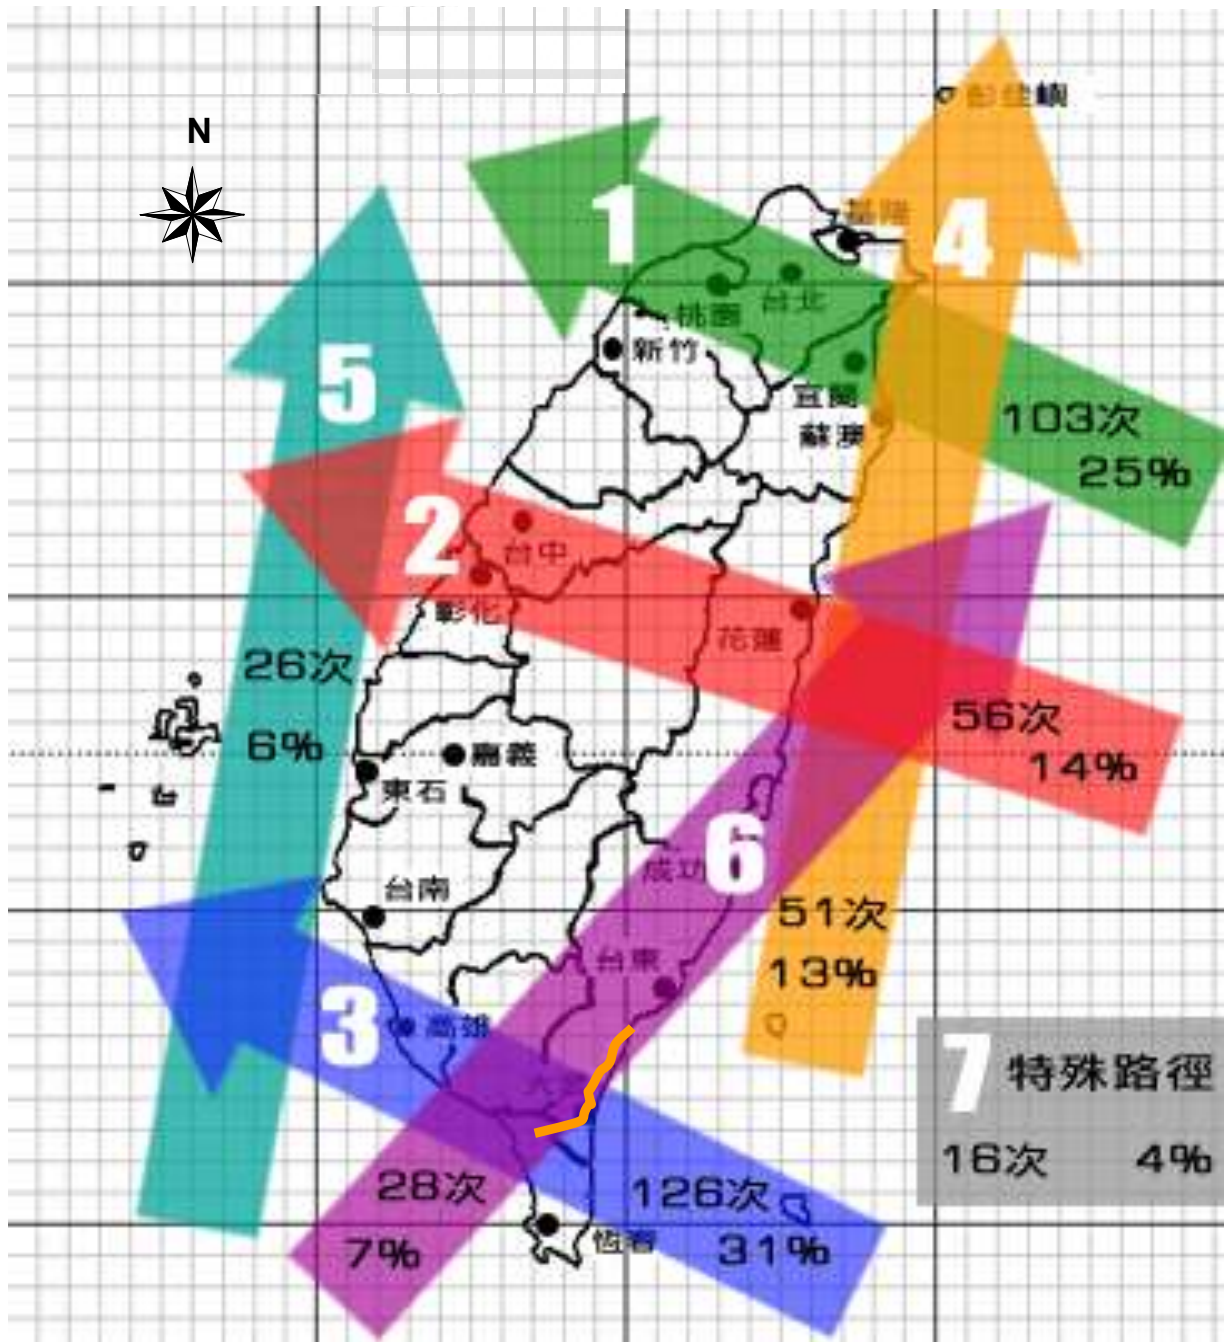 N
彭佳嶼
1
基隆
4
台北
桃園
新竹
5
宜蘭
蘇澳
103次
25%
2
台中
彰化
花蓮
26次
6%
56次
14%
嘉義
東石
6
成功
台南
51次
13%
台東
3
高雄
7 特殊路徑
16次 4%
28次
7%
126次
31%
恆春